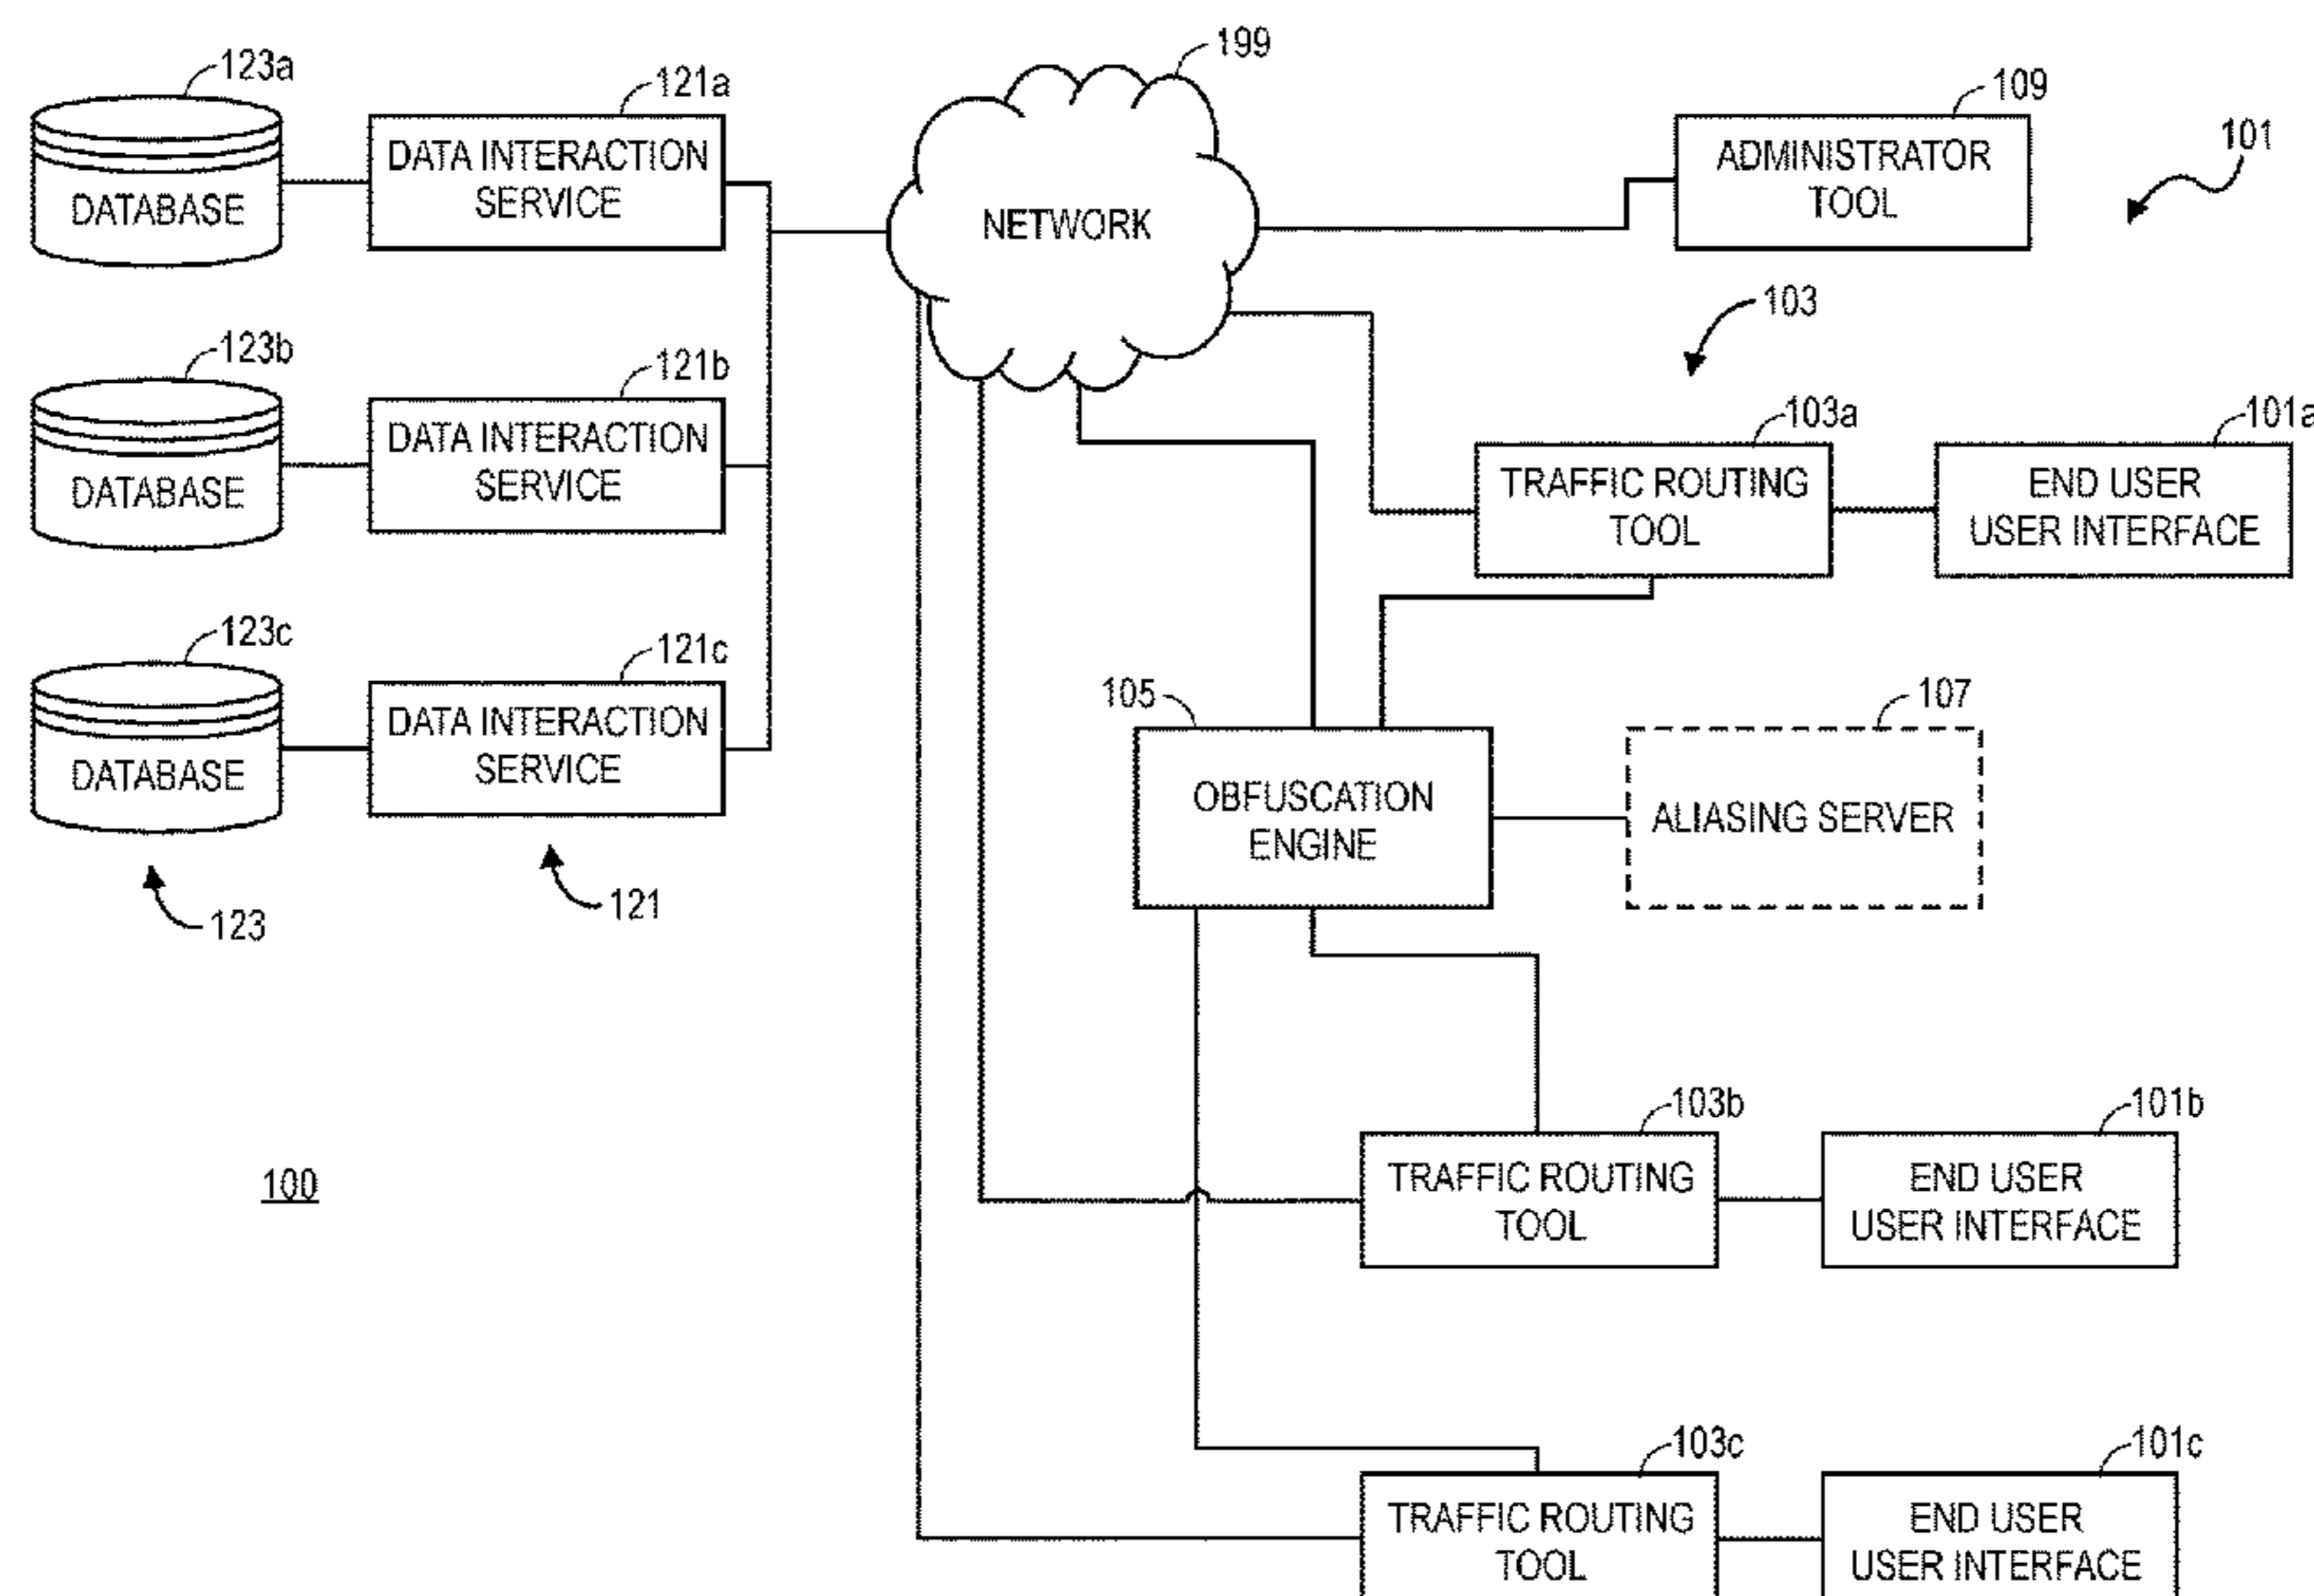 199
123a
121a
109
101
DATABASE
DATA INTERACTION
SERVICE
NETWORK
ADMINISTRATOR
TOOL
103
123b
121b
103a
101a
DATABASE
DATA INTERACTION
SERVICE
TRAFFIC ROUTING
TOOL
END USER
USER INTERFACE
123c
121c
105
107
DATABASE
DATA INTERACTION
SERVICE
OBFUSCATION
ENGINE
ALIASING SERVER
123
121
103b
101b
100
TRAFFIC ROUTING
TOOL
END USER
USER INTERFACE
103c
101c
TRAFFIC ROUTING
TOOL
END USER
USER INTERFACE